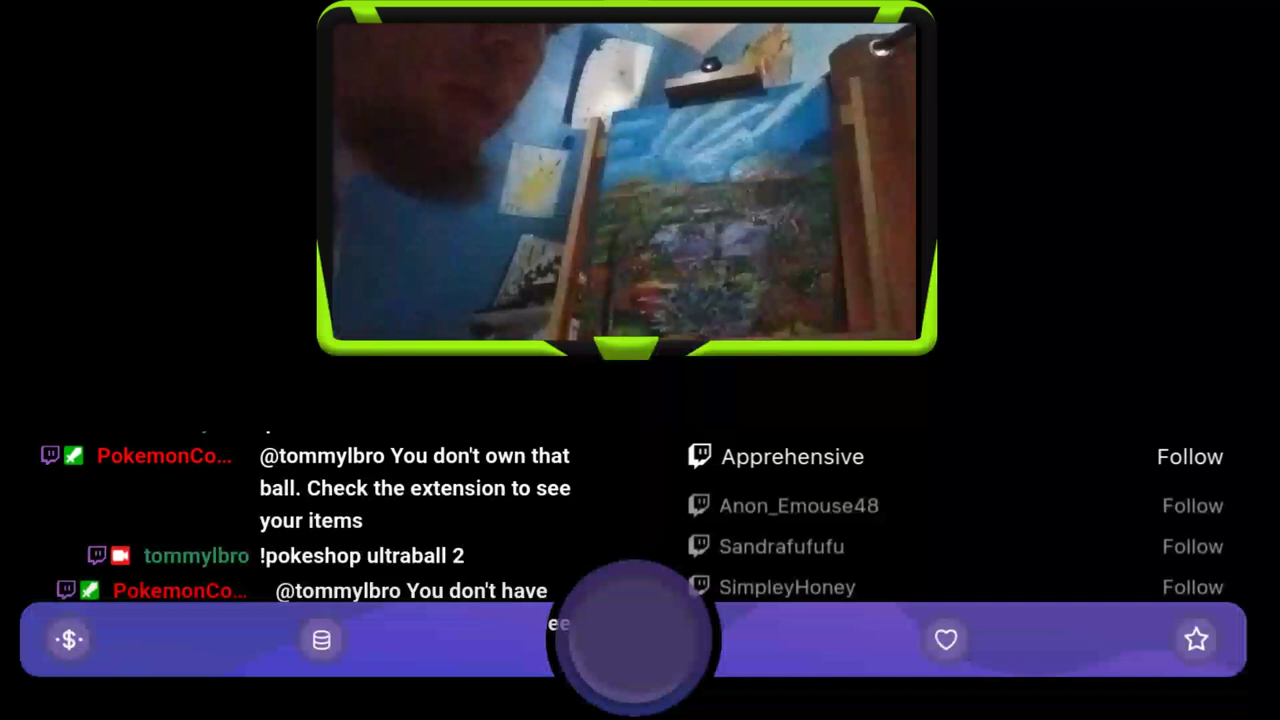 PokemonCo... @tommylbro You don't own that
ball. Check the extension to see
your items
tommylbro !pokeshop ultraball 2
PokemonCo... @tommylbro You don't have
ee
Apprehensive Follow
Anon_Emouse48 Follow
Sandrafufufu Follow
SimpleyHoney Follow